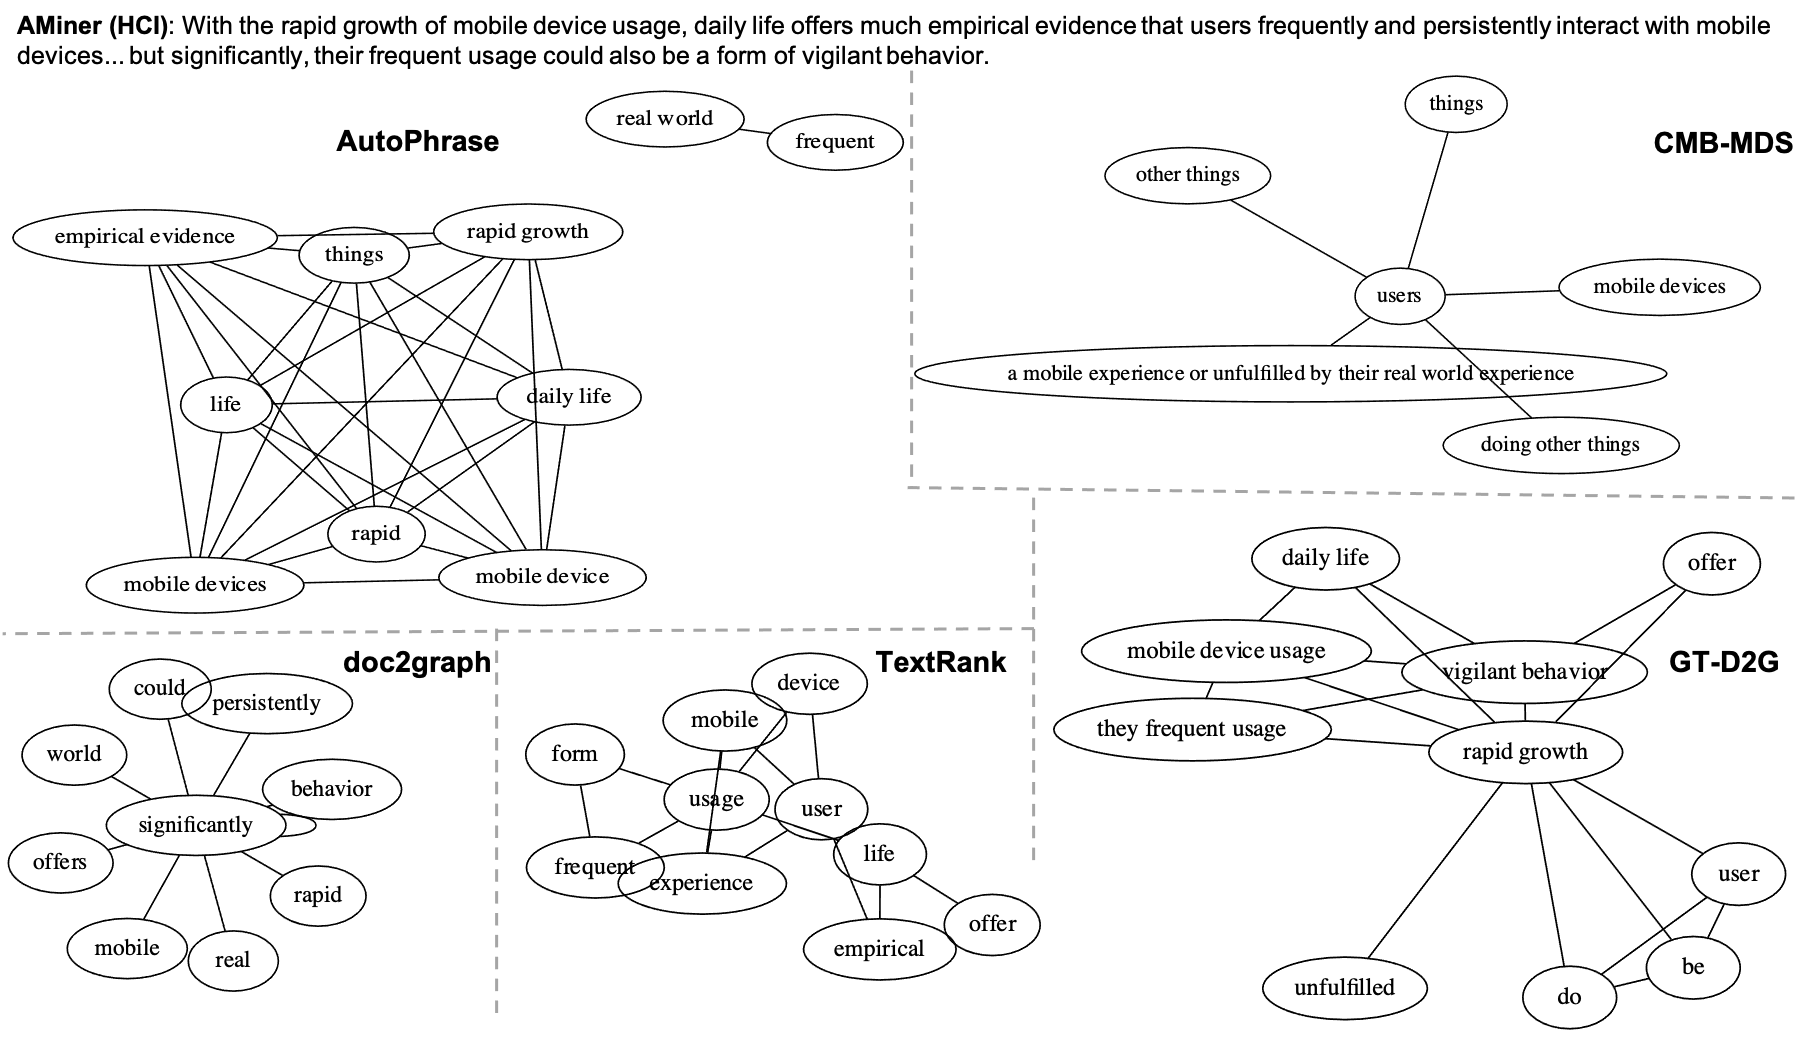 AMiner (HCI): With the rapid growth of mobile device usage, daily life offers much empirical evidence that users frequently and persistently interact with mobile
devices... but significantly, their frequent usage could also be a form of vigilant behavior.
AutoPhrase
real world
frequent
empirical evidence
things
rapid growth
life
daily life
rapid
mobile devices
mobile device
CMB-MDS
things
other things
users
mobile devices
a mobile experience or unfulfilled by their real world experience
doing other things
doc2graph
could
persistently
world
behavior
significantly
offers
rapid
mobile
real
TextRank
device
mobile
form
usage
user
life
frequent
experience
offer
empirical
GT-D2G
daily life
offer
mobile device usage
vigilant behavior
they frequent usage
rapid growth
user
be
unfulfilled
do